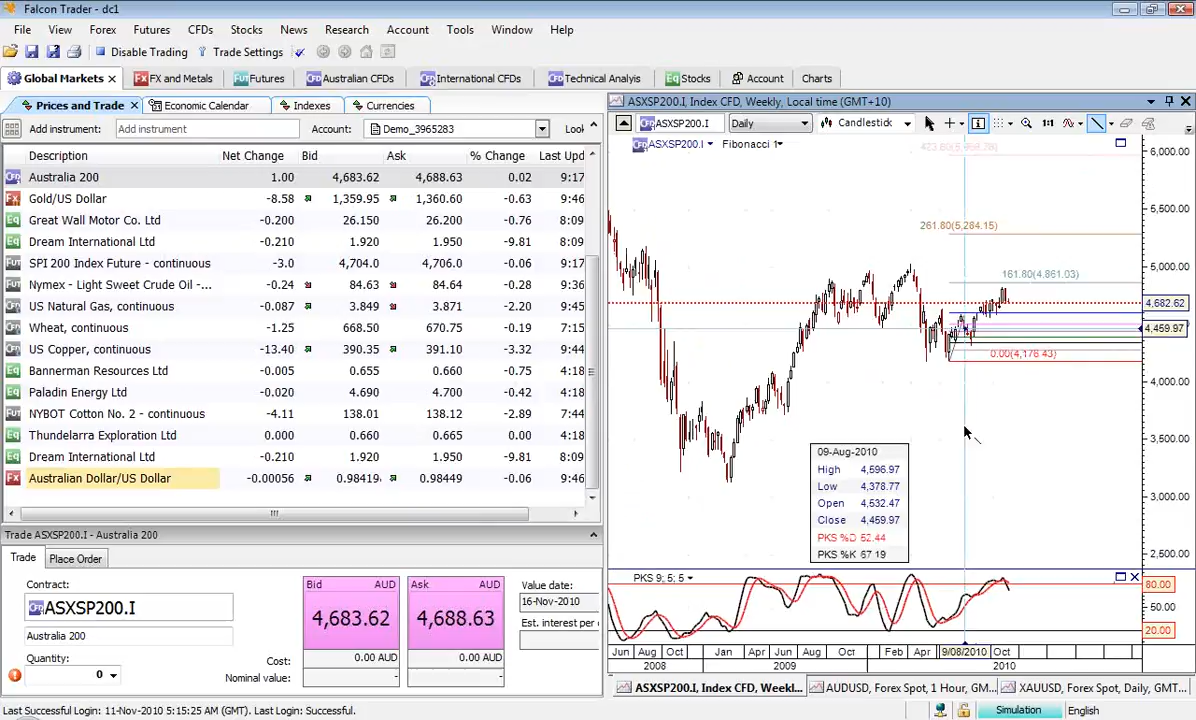 Falcon Trader - dc1
File View Forex Futures CFDs Stocks News Research Account Tools Window Help
Disable Trading Trade Settings
Global Markets FX and Metals Futures Australian CFDs International CFDs Technical Analyis Stocks Account Charts
Prices and Trade Economic Calendar Indexes Currencies
ASXSP200.I, Index CFD, Weekly, Local time (GMT+10)
Add instrument: Add instrument Account: Demo_3965283 Look
ASXSP200.I Daily Candlestick 1:1
ASXSP200.I Fibonacci 1
Description Net Change Bid Ask % Change Last Upd
Australia 200 1.00 4,683.62 4,688.63 0.02 9:17
Gold/US Dollar -8.58 1,359.95 1,360.60 -0.63 9:46
Great Wall Motor Co. Ltd -0.200 26.150 26.200 -0.76 8:09
Dream International Ltd -0.210 1.920 1.950 -9.81 8:09
SPI 200 Index Future - continuous -3.0 4,704.0 4,706.0 -0.06 9:17
Nymex - Light Sweet Crude Oil -... -0.24 84.63 84.64 -0.28 9:46
US Natural Gas, continuous -0.087 3.849 3.871 -2.20 9:45
Wheat, continuous -1.25 668.50 670.75 -0.19 7:15
US Copper, continuous -13.40 390.35 391.10 -3.32 9:44
Bannerman Resources Ltd -0.005 0.655 0.660 -0.75 4:18
Paladin Energy Ltd -0.020 4.690 4.700 -0.42 4:18
NYBOT Cotton No. 2 - continuous -4.11 138.01 138.12 -2.89 7:44
Thundelarra Exploration Ltd 0.000 0.660 0.665 0.00 4:18
Dream International Ltd -0.210 1.920 1.950 -9.81 8:09
Australian Dollar/US Dollar -0.00056 0.98419 0.98449 -0.06 9:46
261.80(5,284.15)
161.80(4,861.03)
0.00(4,176.43)
6,000.00
5,500.00
5,000.00
4,682.62
4,459.97
4,000.00
3,500.00
3,000.00
2,500.00
09-Aug-2010
High 4,596.97
Low 4,378.77
Open 4,532.47
Close 4,459.97
PKS %D 52.44
PKS %K 67.19
PKS 9; 5; 5
80.00
50.00
20.00
Jun Aug Oct Jan Apr Jun Aug Oct Feb Apr 9/08/2010 Oct
2008 2009 2010
Trade ASXSP200.I - Australia 200
Trade Place Order
Contract:
ASXSP200.I
Australia 200
Quantity:
0
Bid AUD
4,683.62
0.00 AUD
-
Ask AUD
4,688.63
0.00 AUD
-
Cost:
Nominal value:
Value date:
16-Nov-2010
Est. interest per
ASXSP200.I, Index CFD, Weekl... AUDUSD, Forex Spot, 1 Hour, GM... XAUUSD, Forex Spot, Daily, GMT...
Last Successful Login: 11-Nov-2010 5:15:25 AM (GMT). Last Login: Successful. Simulation English